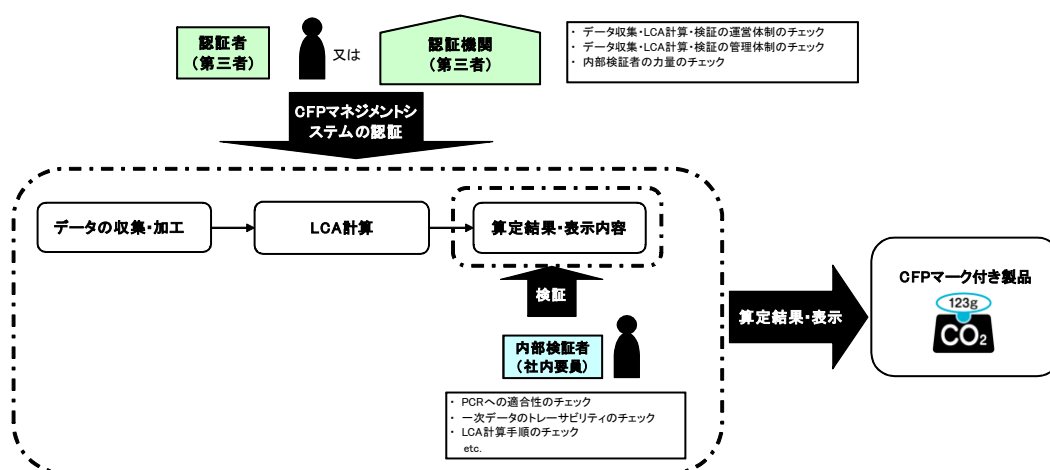 認証者
(第三者)
又は
認証機関
(第三者)
・ データ収集・LCA計算・検証の運営体制のチェック
・ データ収集・LCA計算・検証の管理体制のチェック
・ 内部検証者の力量のチェック
CFPマネジメントシ
ステムの認証
データの収集・加工
LCA計算
算定結果・表示内容
検証
内部検証者
(社内要員)
・ PCRへの適合性のチェック
・ 一次データのトレーサビリティのチェック
・ LCA計算手順のチェック
etc.
算定結果・表示
CFPマーク付き製品
123g
CO2